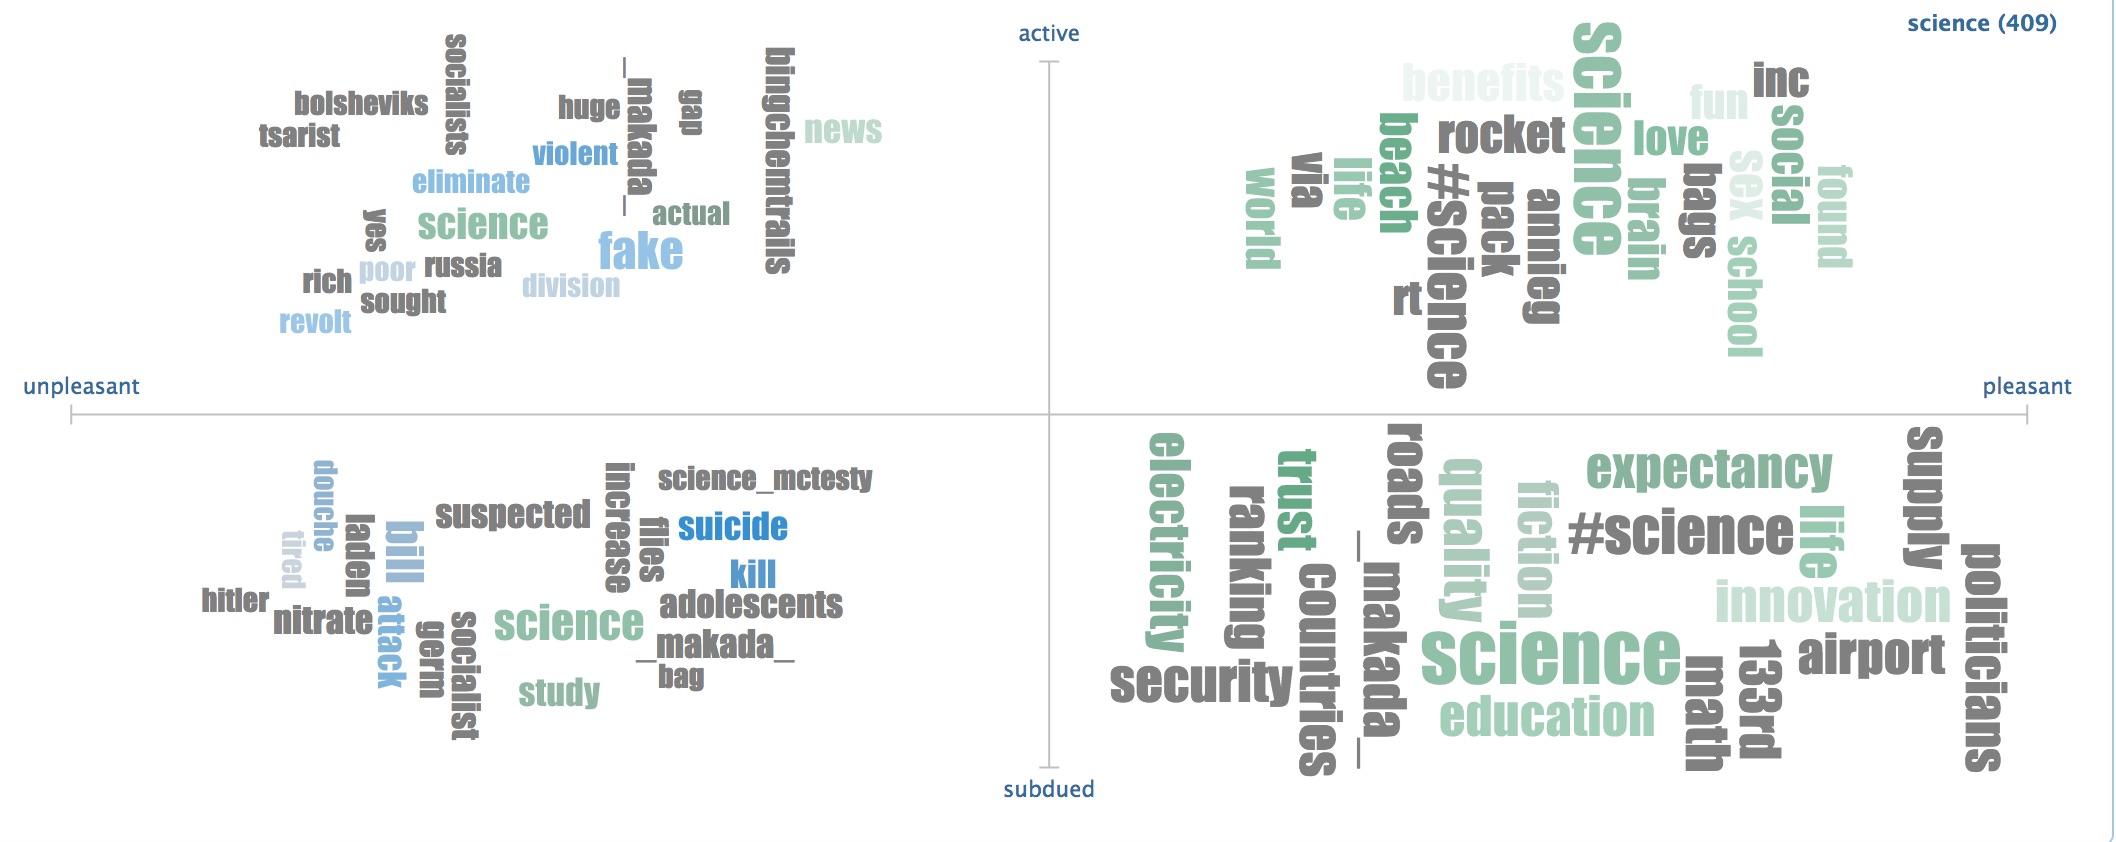 science (409)
active
unpleasant
pleasant
subdued
socialists
bolsheviks
tsarist
huge
_makada_
gap
bingchemtrails
news
violent
eliminate
science
actual
yes
fake
poor
russia
rich
division
sought
revolt
science
benefits
fun
inc
rocket
love
social
beach
via
life
world
#science
pack
annieg
brain
bags
sex
found
school
rt
douche
tired
laden
bill
suspected
increase
science_mctesty
flies
suicide
kill
hitler
nitrate
adolescents
attack
germ
socialist
science
_makada_
bag
study
electricity
trust
ranking
roads
quality
fiction
expectancy
supply
#science
life
countries
_makada_
innovation
politicians
security
science
airport
education
math
133rd